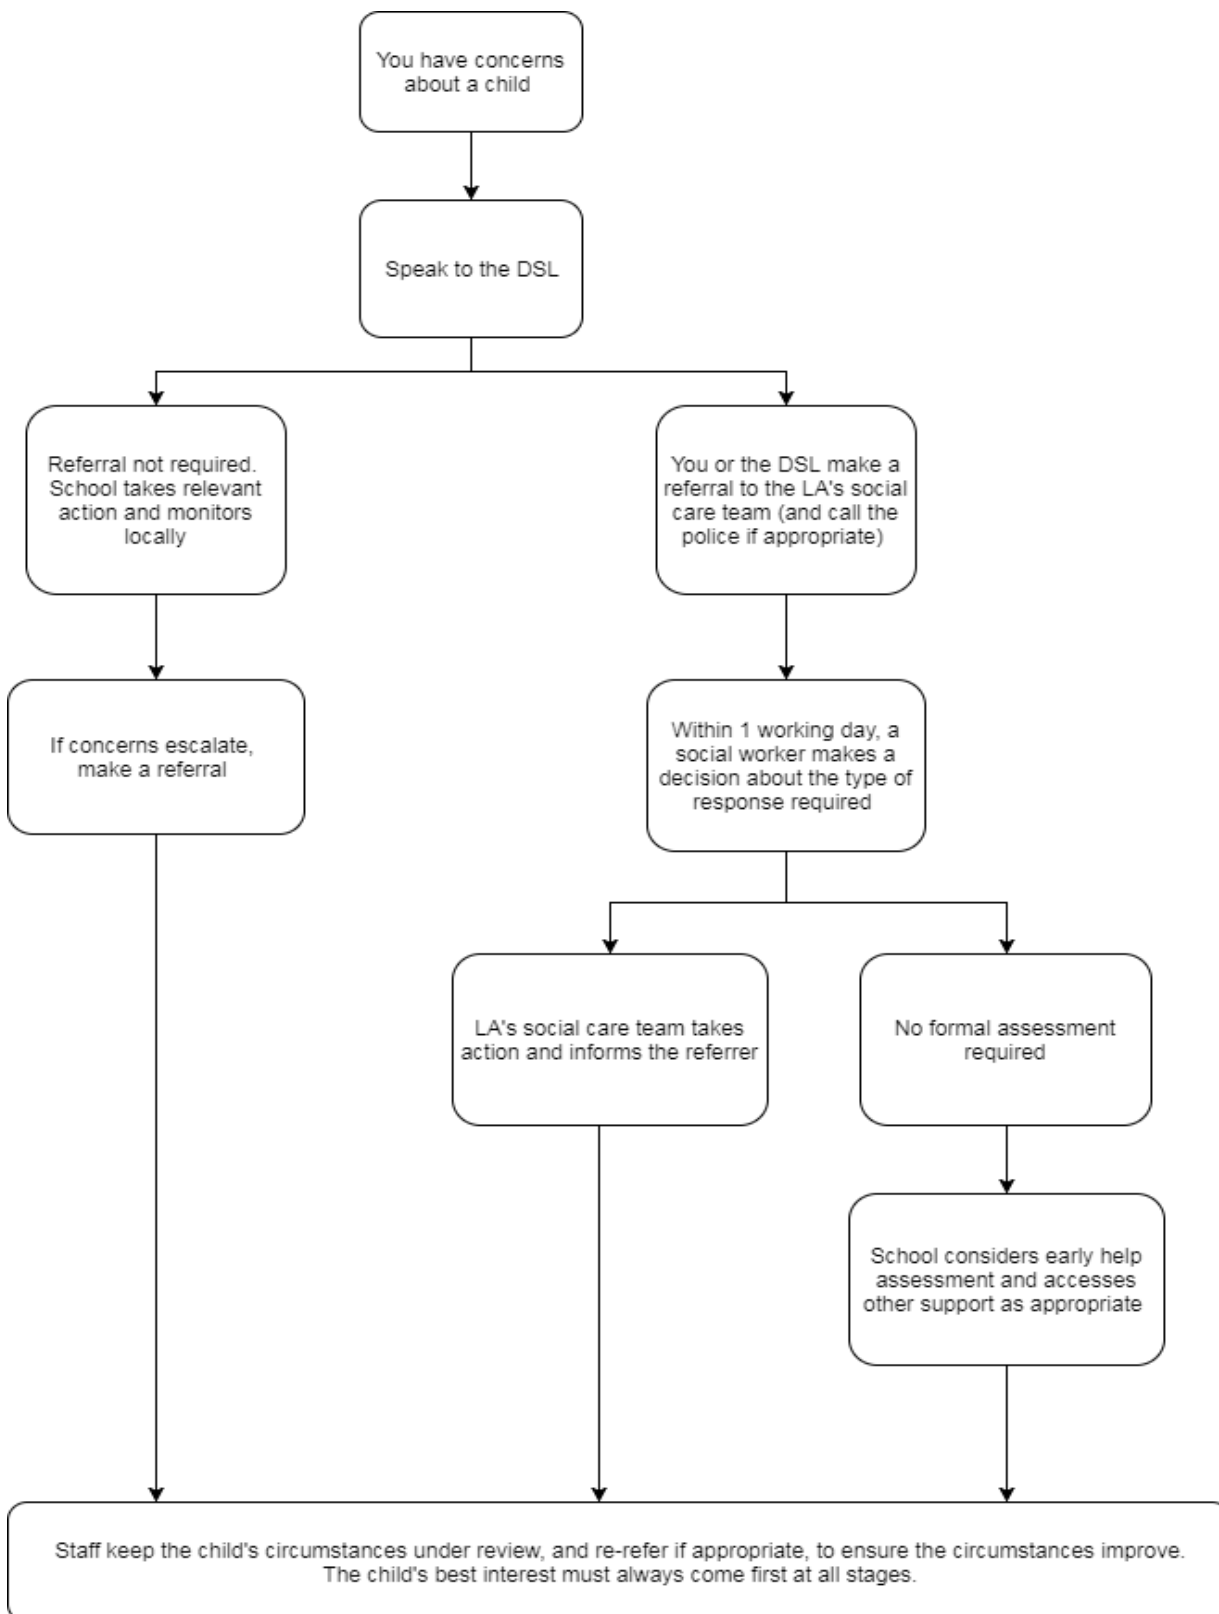 You have concerns
about a child
Speak to the DSL
Referral not required.
School takes relevant
action and monitors
locally
You or the DSL make a
referral to the LA's social
care team (and call the
police if appropriate)
If concerns escalate,
make a referral
Within 1 working day, a
social worker makes a
decision about the type of
response required
LA's social care team takes
action and informs the referrer
No formal assessment
required
School considers early help
assessment and accesses
other support as appropriate
Staff keep the child's circumstances under review, and re-refer if appropriate, to ensure the circumstances improve.
The child's best interest must always come first at all stages.